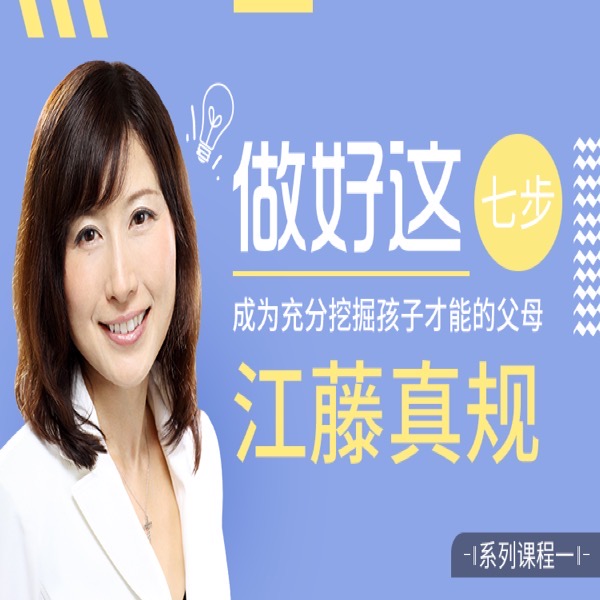 做好这七步
成为充分挖掘孩子才能的父母
江藤真规
系列课程一